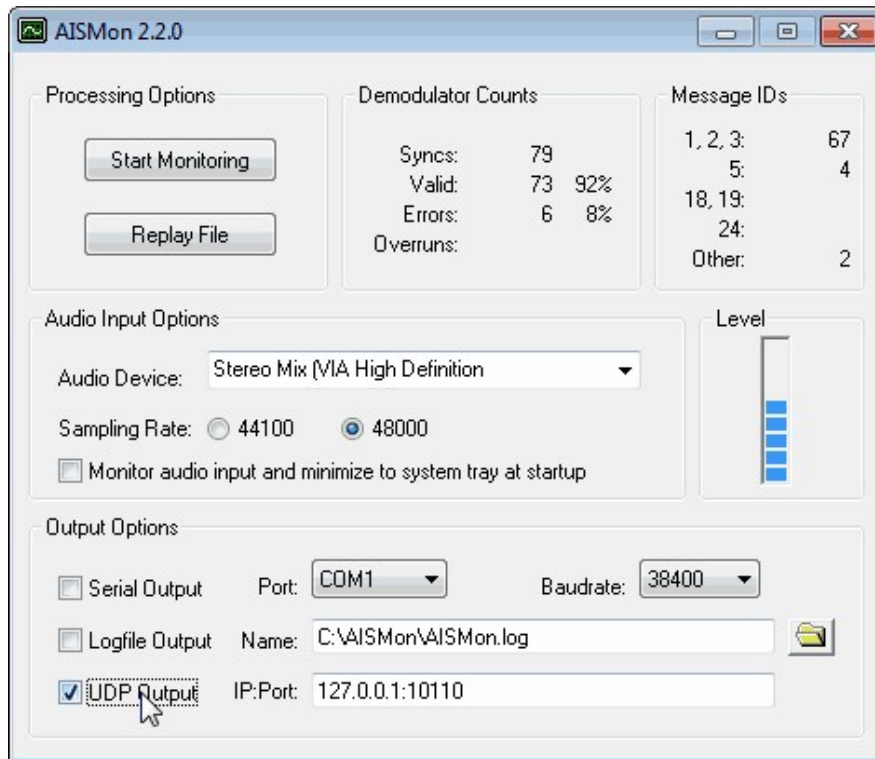 AISMon 2.2.0
Processing Options
Start Monitoring
Replay File
Demodulator Counts
Syncs: 79
Valid: 73 92%
Errors: 6 8%
Overruns:
Message IDs
1, 2, 3: 67
5: 4
18, 19:
24:
Other: 2
Audio Input Options
Audio Device: Stereo Mix (VIA High Definition
Sampling Rate: 44100 48000
Monitor audio input and minimize to system tray at startup
Level
Output Options
Serial Output Port: COM1 Baudrate: 38400
Logfile Output Name: C:\AISMon\AISMon.log
UDP Output IP:Port: 127.0.0.1:10110